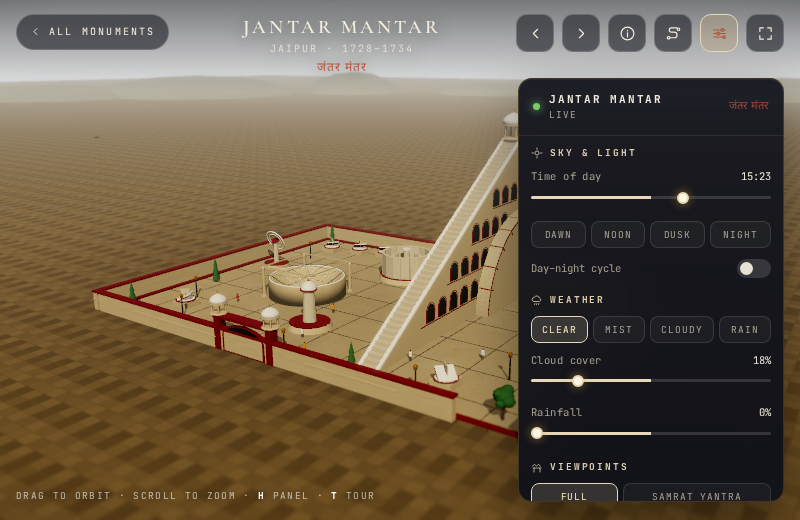 ALL MONUMENTS
JANTAR MANTAR
JAIPUR · 1728–1734
जंतर मंतर
JANTAR MANTAR
LIVE
जंतर मंतर
SKY & LIGHT
Time of day 15:23
DAWN NOON DUSK NIGHT
Day-night cycle
WEATHER
CLEAR MIST CLOUDY RAIN
Cloud cover 18%
Rainfall 0%
VIEWPOINTS
FULL SAMRAT YANTRA
DRAG TO ORBIT · SCROLL TO ZOOM · H PANEL · T TOUR